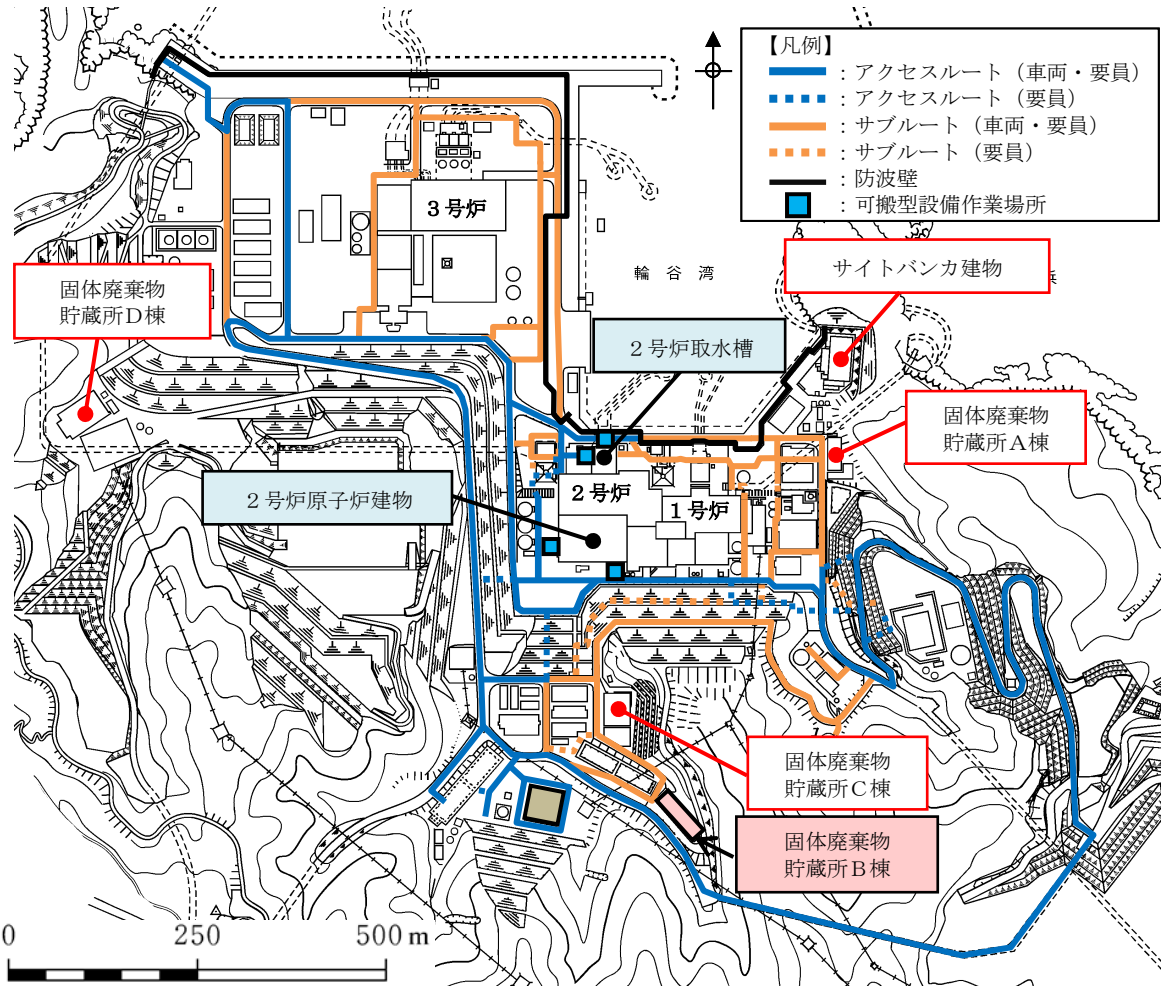 【凡例】
：アクセスルート（車両・要員）
：アクセスルート（要員）
：サブルート（車両・要員）
：サブルート（要員）
：防波壁
：可搬型設備作業場所
３号炉
輪谷湾
サイトバンカ建物
固体廃棄物
貯蔵所Ｄ棟
２号炉取水槽
固体廃棄物
貯蔵所Ａ棟
２号炉原子炉建物
２号炉
１号炉
固体廃棄物
貯蔵所Ｃ棟
固体廃棄物
貯蔵所Ｂ棟
0 250 500 m